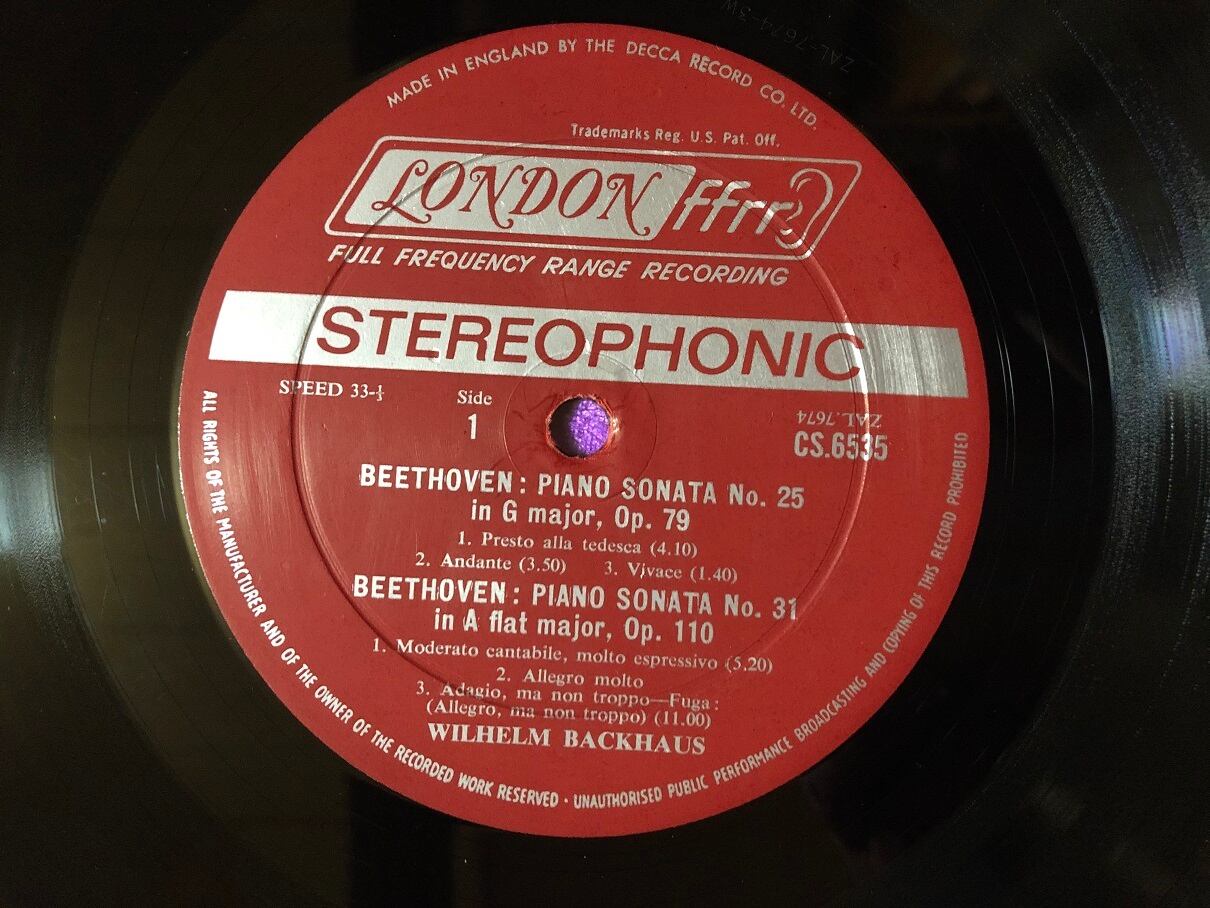 ZAL-7674-3W
MADE IN ENGLAND BY THE DECCA RECORD CO. LTD.
Trademarks Reg. U.S. Pat. Off.
LONDON ffrr
FULL FREQUENCY RANGE RECORDING
STEREOPHONIC
SPEED 33-⅓
Side
1
ZAL.7674
CS.6535
BEETHOVEN: PIANO SONATA No. 25
in G major, Op. 79
1. Presto alla tedesca (4.10)
2. Andante (3.50) 3. Vivace (1.40)
BEETHOVEN: PIANO SONATA No. 31
in A flat major, Op. 110
1. Moderato cantabile, molto espressivo (5.20)
2. Allegro molto
3. Adagio, ma non troppo—Fuga:
(Allegro, ma non troppo) (11.00)
WILHELM BACKHAUS
ALL RIGHTS OF THE MANUFACTURER AND OF THE OWNER OF THE RECORDED WORK RESERVED · UNAUTHORISED PUBLIC PERFORMANCE BROADCASTING AND COPYING OF THIS RECORD PROHIBITED